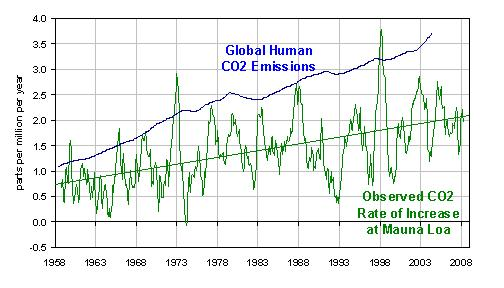 4.0
3.5
3.0
2.5
2.0
1.5
1.0
0.5
0.0
-0.5
parts per million per year
Global Human
CO2 Emissions
Observed CO2
Rate of Increase
at Mauna Loa
1958 1963 1968 1973 1978 1983 1988 1993 1998 2003 2008